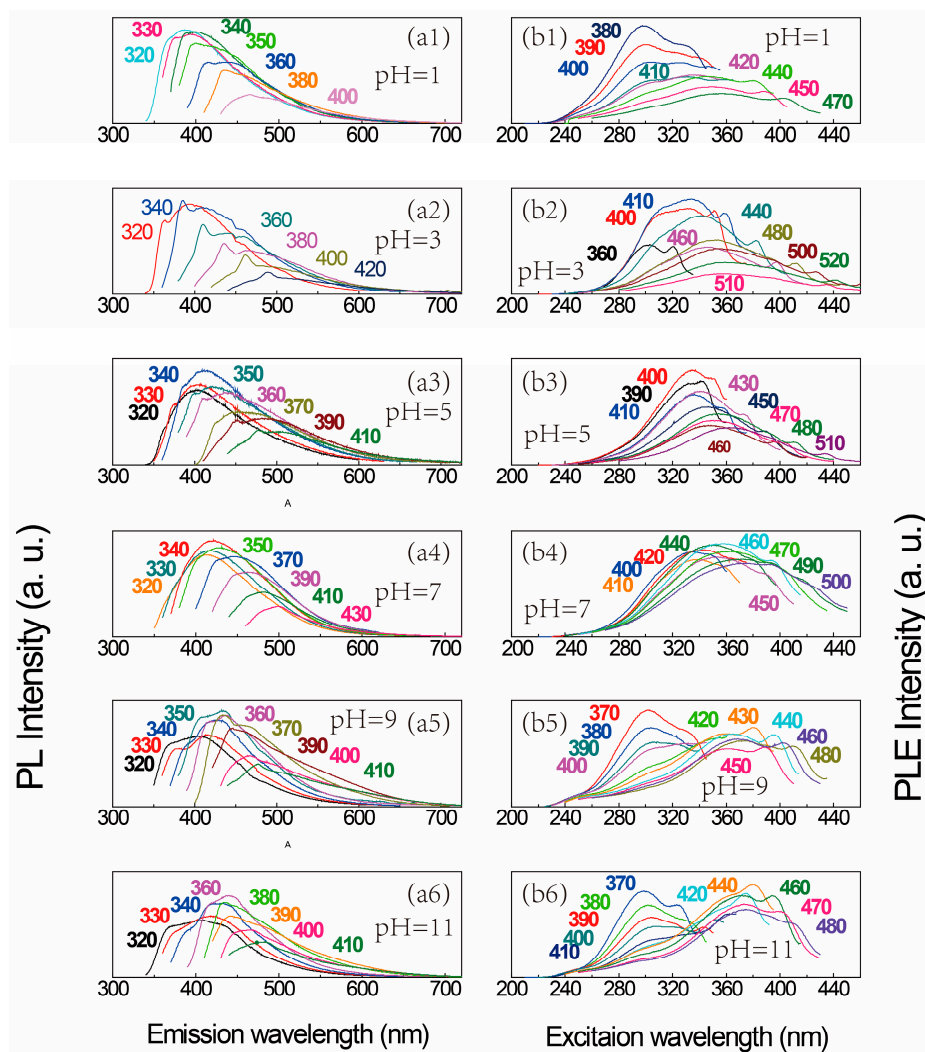 330 340 350 360 380 400 320
(a1)
pH=1
300 400 500 600 700
380 390 400 410 420 440 450 470
(b1)
pH=1
200 240 280 320 360 400 440
340 320 360 380 400 420
(a2)
pH=3
300 400 500 600 700
410 400 360 460 440 480 500 520 510
(b2)
pH=3
200 240 280 320 360 400 440
340 330 320 350 360 370 390 410
(a3)
pH=5
300 400 500 600 700
A
400 390 410 430 450 470 480 510 460
(b3)
pH=5
200 240 280 320 360 400 440
340 330 320 350 370 390 410 430
(a4)
pH=7
300 400 500 600 700
440 420 400 410 460 470 490 500 450
(b4)
pH=7
200 240 280 320 360 400 440
350 340 330 320 360 370 390 400 410
pH=9
(a5)
300 400 500 600 700
A
370 380 390 400 420 430 440 460 480 450
(b5)
pH=9
200 240 280 320 360 400 440
360 340 330 320 380 390 400 410
(a6)
pH=11
300 400 500 600 700
370 380 390 400 410 420 440 460 470 480
(b6)
pH=11
200 240 280 320 360 400 440
PL Intensity (a. u.)
PLE Intensity (a. u.)
Emission wavelength (nm)
Excitaion wavelength (nm)